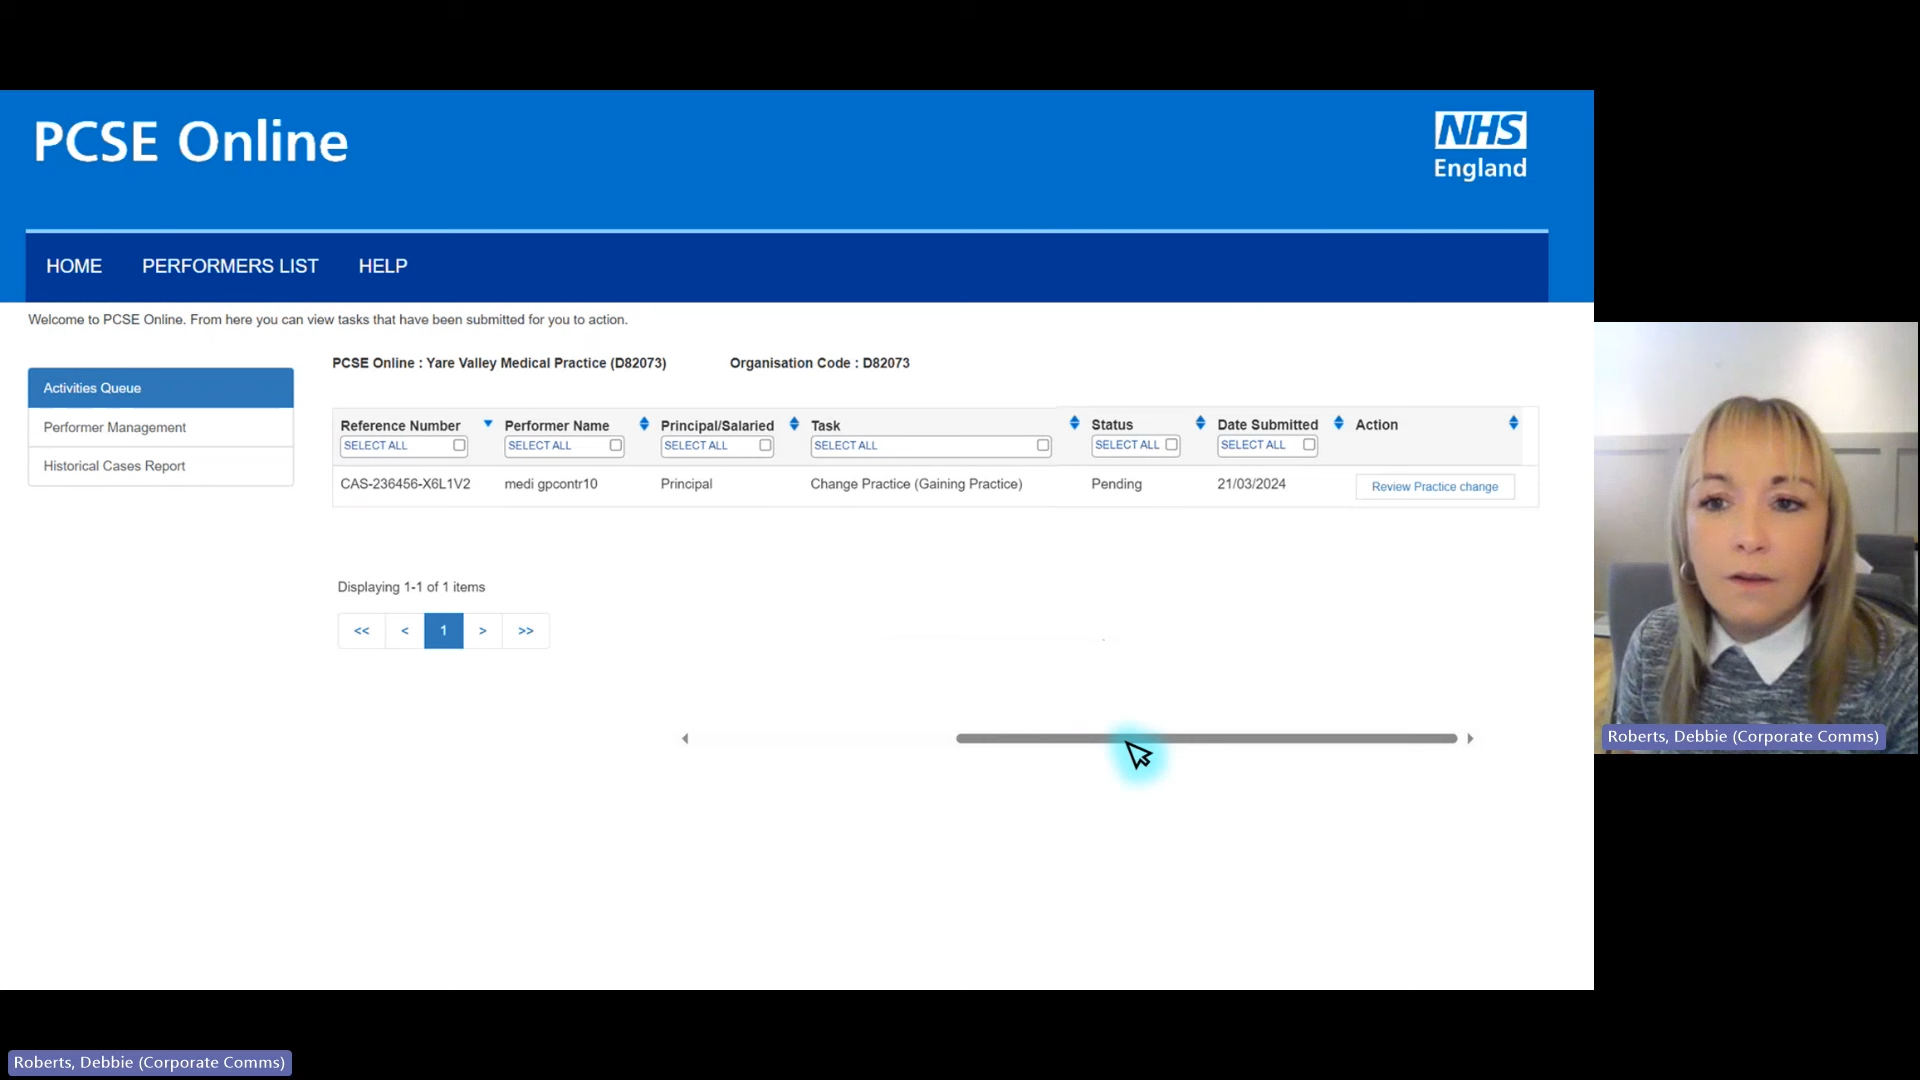 PCSE Online
NHS
England
HOME PERFORMERS LIST HELP
Welcome to PCSE Online. From here you can view tasks that have been submitted for you to action.
PCSE Online : Yare Valley Medical Practice (D82073) Organisation Code : D82073
Activities Queue
Performer Management
Historical Cases Report
Reference Number Performer Name Principal/Salaried Task Status Date Submitted Action
SELECT ALL SELECT ALL SELECT ALL SELECT ALL SELECT ALL SELECT ALL
CAS-236456-X6L1V2 medi gpcontr10 Principal Change Practice (Gaining Practice) Pending 21/03/2024 Review Practice change
Displaying 1-1 of 1 items
<< < 1 > >>
Roberts, Debbie (Corporate Comms)
Roberts, Debbie (Corporate Comms)